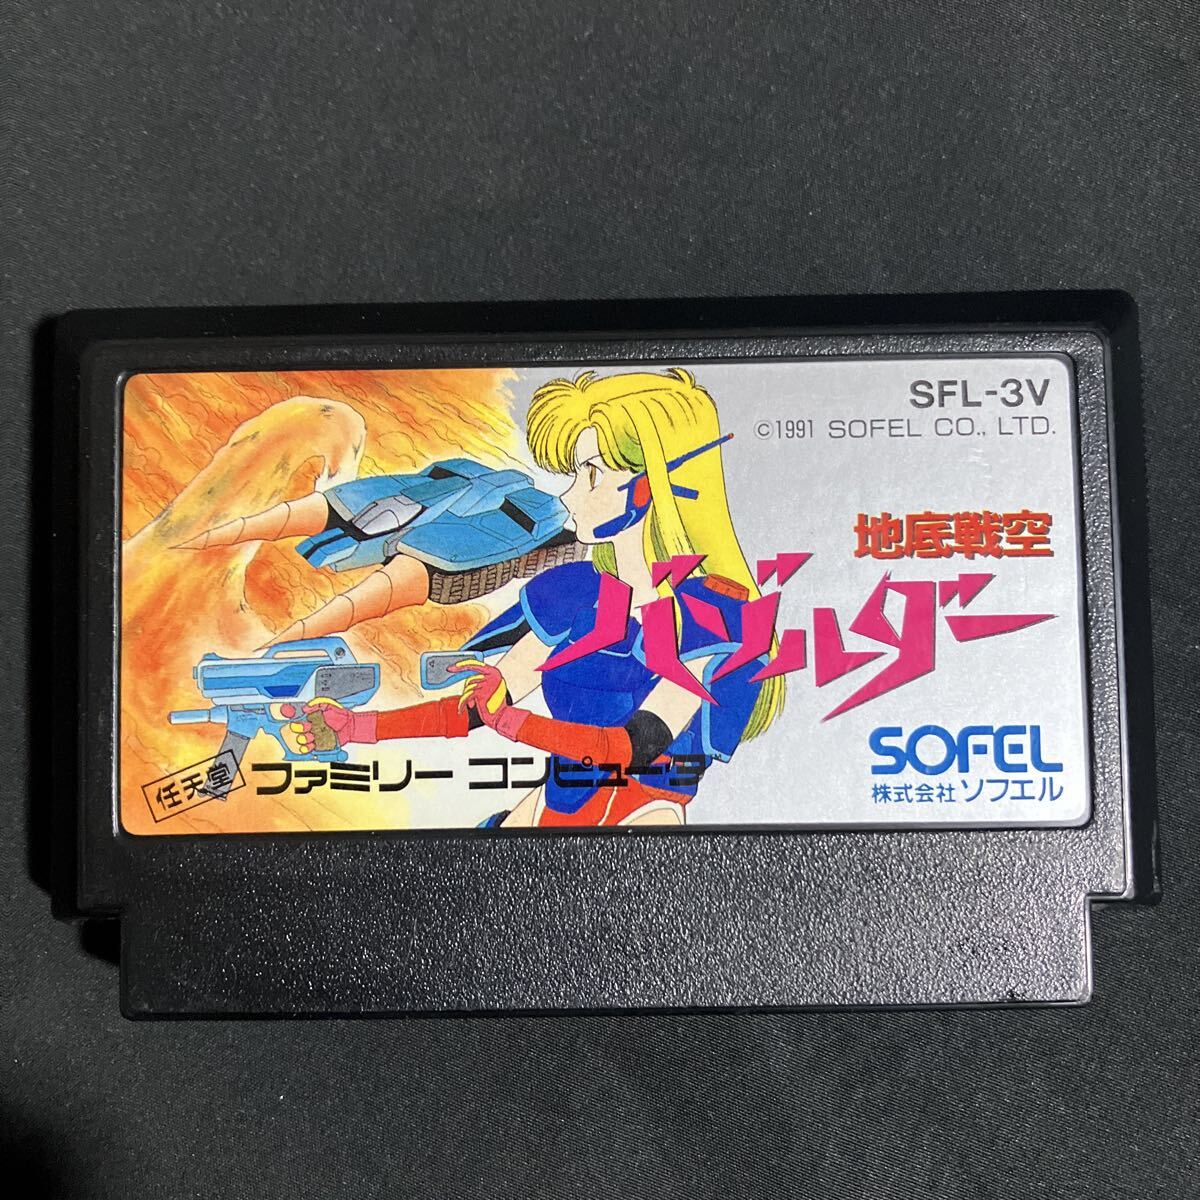 SFL-3V
©1991 SOFEL CO., LTD.
地底戦空
バゾルダー
SOFEL
株式会社 ソフエル
任天堂 ファミリー コンピュータ